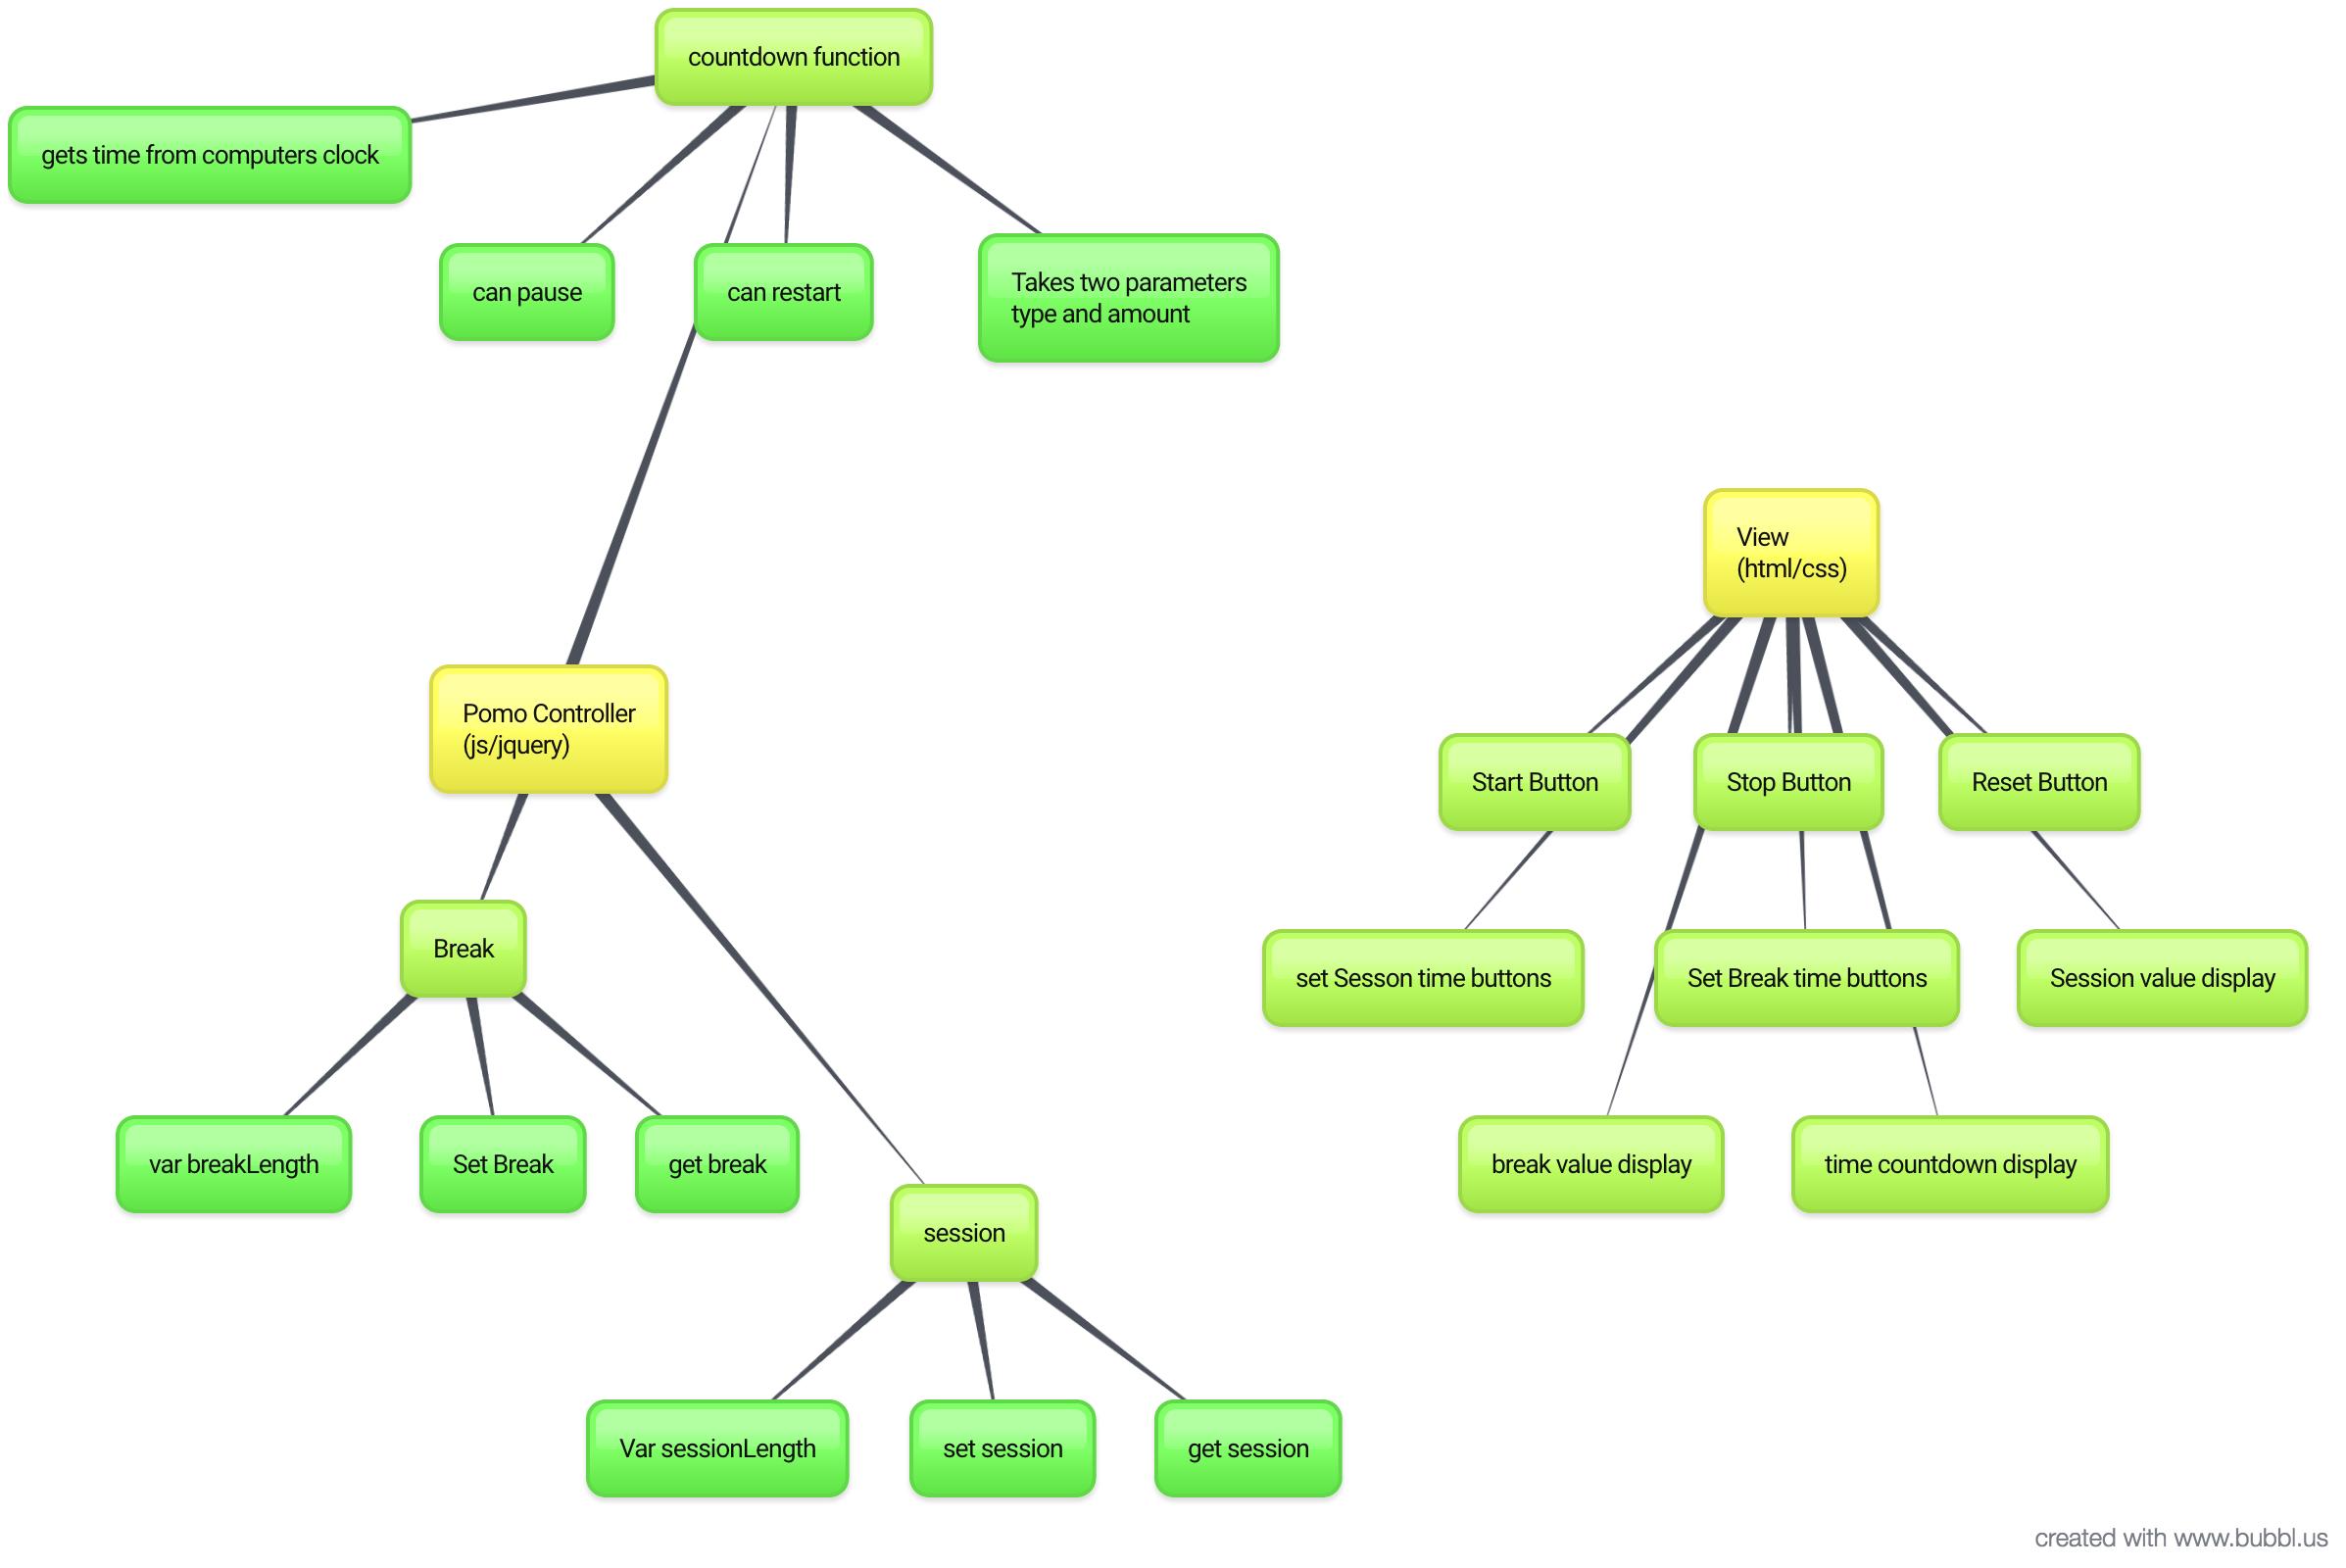 countdown function
gets time from computers clock
can pause
can restart
Takes two parameters
type and amount
View
(html/css)
Pomo Controller
(js/jquery)
Start Button
Stop Button
Reset Button
Break
set Sesson time buttons
Set Break time buttons
Session value display
var breakLength
Set Break
get break
break value display
time countdown display
session
Var sessionLength
set session
get session
created with www.bubbl.us